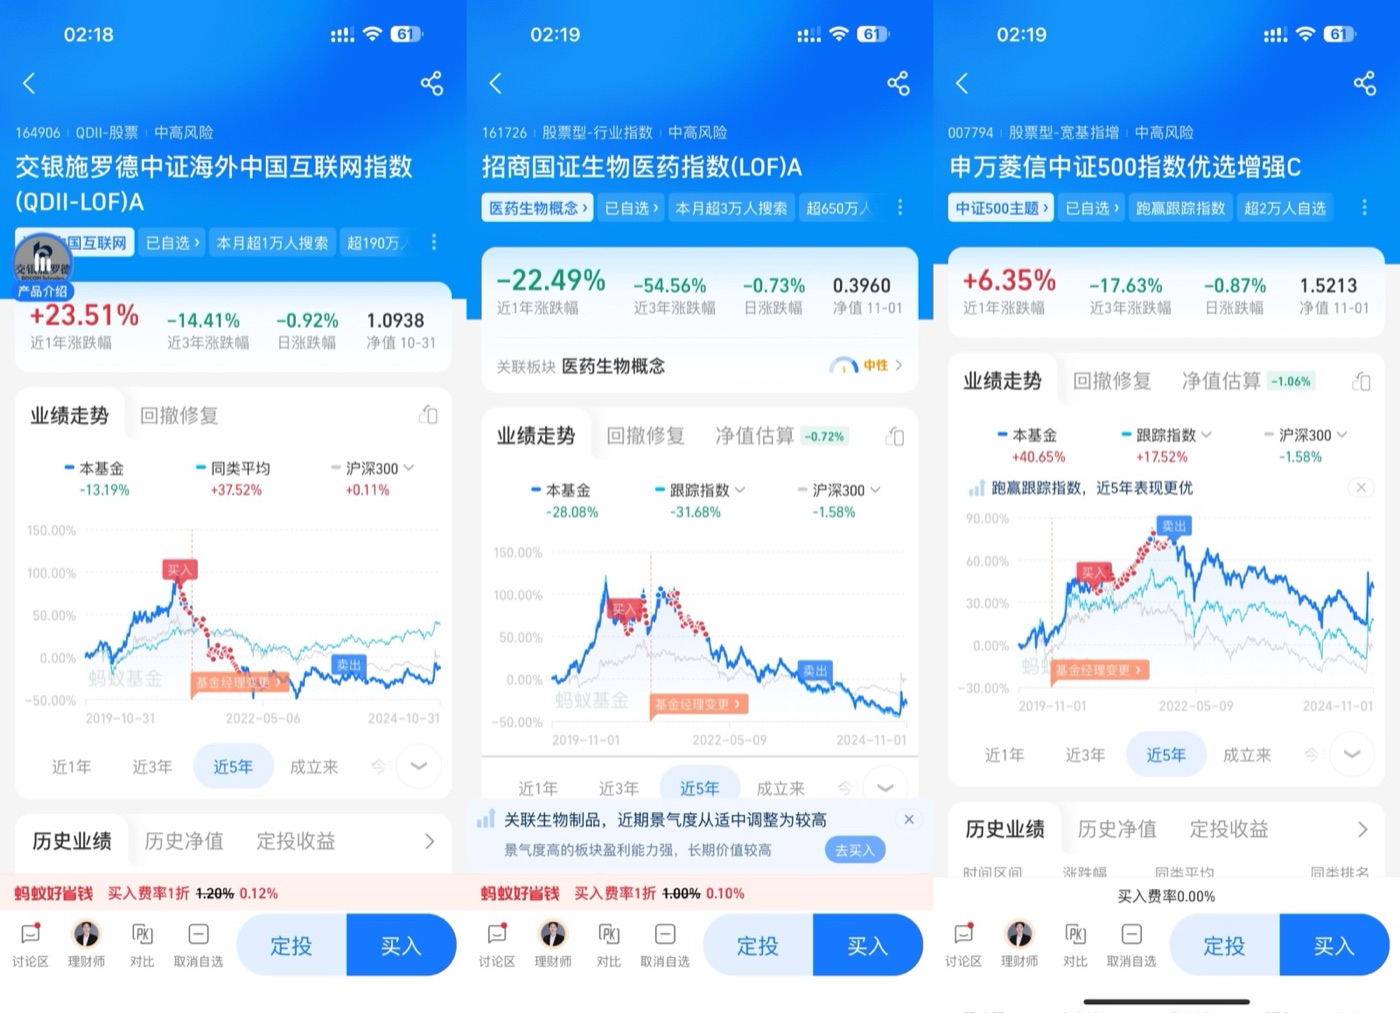 02:18
61
164906 | QDII-股票 | 中高风险
交银施罗德中证海外中国互联网指数
(QDII-LOF)A
国互联网 已自选 › 本月超1万人搜索 超190万
产品介绍
+23.51% -14.41% -0.92% 1.0938
近1年涨跌幅 近3年涨跌幅 日涨跌幅 净值 10-31
业绩走势 回撤修复
本基金 同类平均 沪深300
-13.19% +37.52% +0.11%
150.00%
100.00%
50.00%
0.00%
-50.00%
买入
卖出
基金经理变更 ›
蚂蚁基金
2019-10-31 2022-05-06 2024-10-31
近1年 近3年 近5年 成立来 今
历史业绩 历史净值 定投收益
蚂蚁好省钱 买入费率1折 1.20% 0.12%
讨论区 理财师 PK 对比 取消自选 定投 买入
02:19
61
161726 | 股票型-行业指数 | 中高风险
招商国证生物医药指数(LOF)A
医药生物概念 › 已自选 › 本月超3万人搜索 超650万人
-22.49% -54.56% -0.73% 0.3960
近1年涨跌幅 近3年涨跌幅 日涨跌幅 净值 11-01
关联板块 医药生物概念 中性
业绩走势 回撤修复 净值估算 -0.72%
本基金 跟踪指数 沪深300
-28.08% -31.68% -1.58%
150.00%
100.00%
50.00%
0.00%
-50.00%
买入
卖出
基金经理变更 ›
蚂蚁基金
2019-11-01 2022-05-09 2024-11-01
近1年 近3年 近5年 成立来 今
关联生物制品，近期景气度从适中调整为较高
景气度高的板块盈利能力强，长期价值较高 去买入
蚂蚁好省钱 买入费率1折 1.00% 0.10%
讨论区 理财师 PK 对比 取消自选 定投 买入
02:19
61
007794 | 股票型-宽基指增 | 中高风险
申万菱信中证500指数优选增强C
中证500主题 › 已自选 › 跑赢跟踪指数 超2万人自选
+6.35% -17.63% -0.87% 1.5213
近1年涨跌幅 近3年涨跌幅 日涨跌幅 净值 11-01
业绩走势 回撤修复 净值估算 -1.06%
本基金 跟踪指数 沪深300
+40.65% +17.52% -1.58%
跑赢跟踪指数，近5年表现更优
90.00%
60.00%
30.00%
0.00%
-30.00%
买入
卖出
基金经理变更 ›
2019-11-01 2022-05-09 2024-11-01
近1年 近3年 近5年 成立来 今
历史业绩 历史净值 定投收益
时间区间 涨跌幅 同类平均 同类排名
买入费率0.00%
讨论区 理财师 PK 对比 取消自选 定投 买入